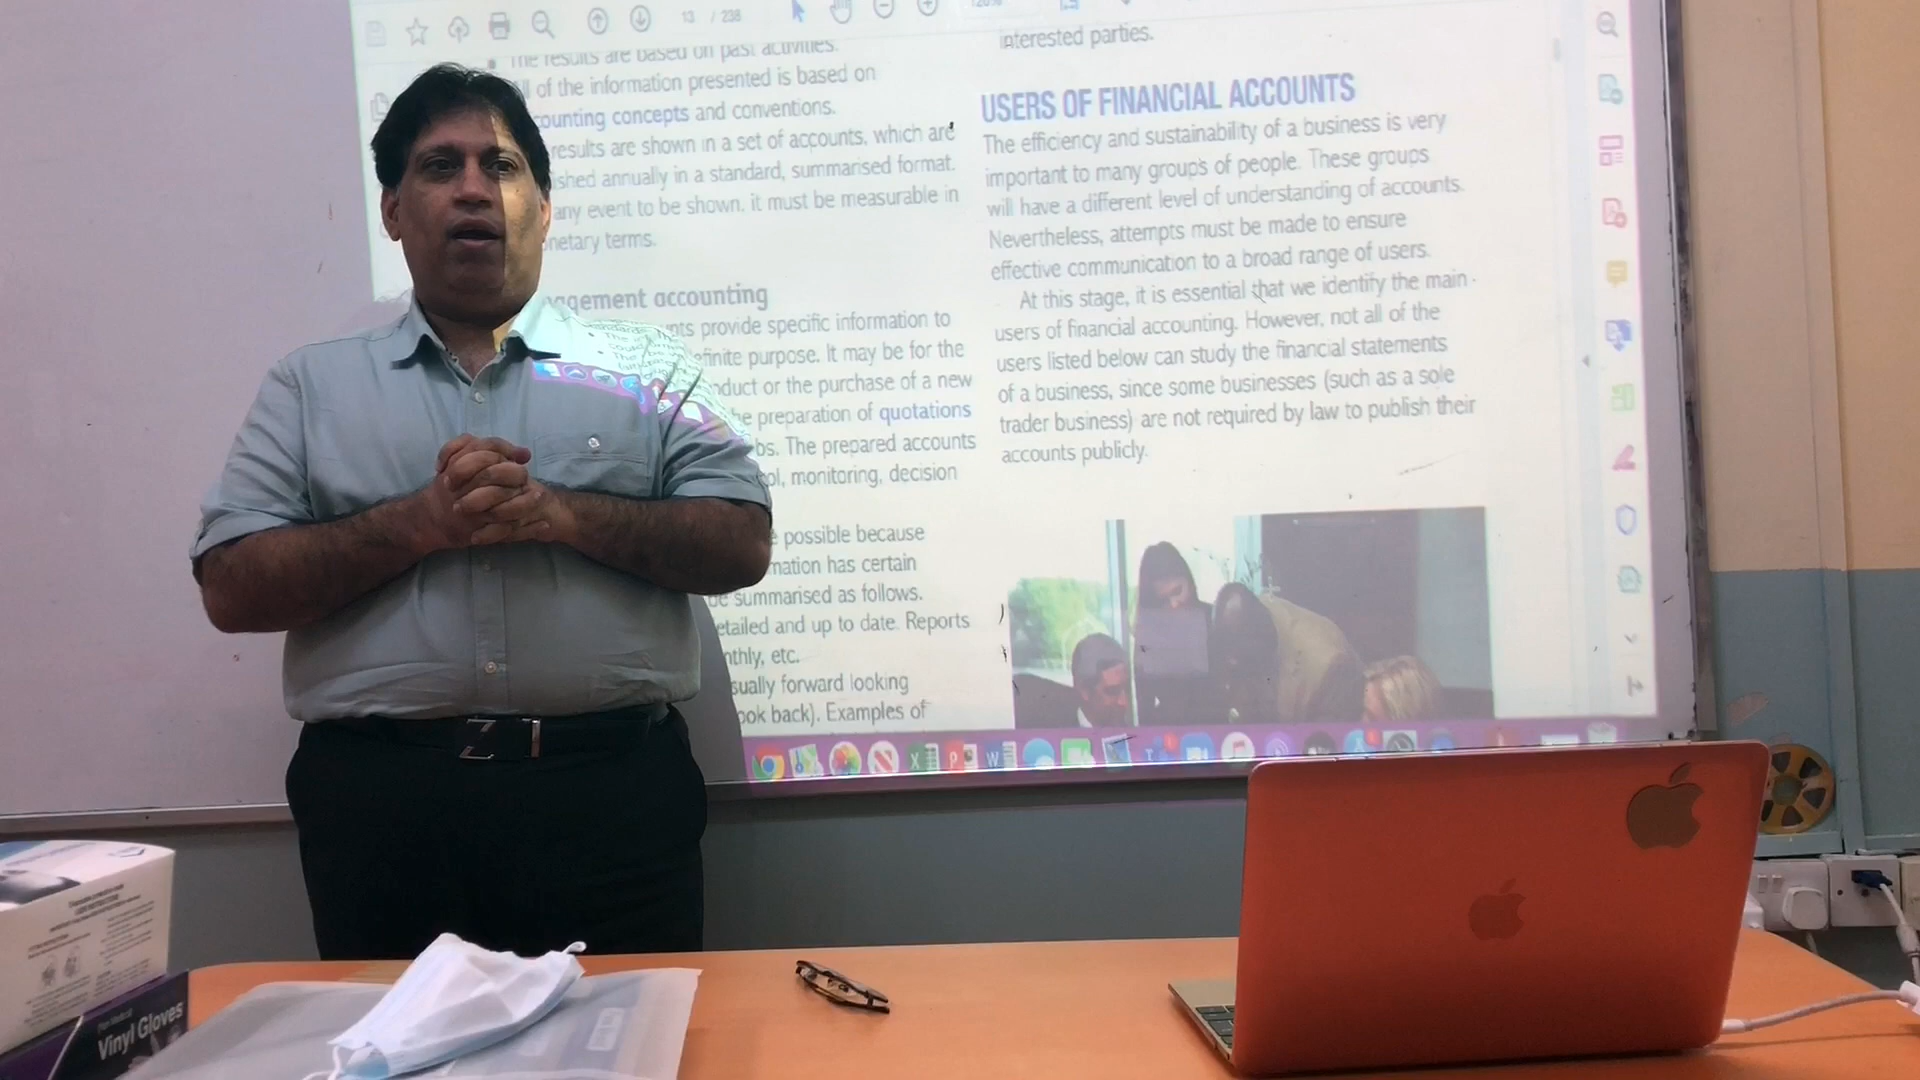 13 / 238
The results are based on past activities.
of the information presented is based on
counting concepts and conventions.
results are shown in a set of accounts, which are
ished annually in a standard, summarised format.
any event to be shown, it must be measurable in
netary terms.
agement accounting
nts provide specific information to
efinite purpose. It may be for the
duct or the purchase of a new
he preparation of quotations
bs. The prepared accounts
ol, monitoring, decision
possible because
mation has certain
be summarised as follows.
etailed and up to date. Reports
nthly, etc.
sually forward looking
ook back). Examples of
interested parties.
USERS OF FINANCIAL ACCOUNTS
The efficiency and sustainability of a business is very
important to many groups of people. These groups
will have a different level of understanding of accounts.
Nevertheless, attempts must be made to ensure
effective communication to a broad range of users.
At this stage, it is essential that we identify the main
users of financial accounting. However, not all of the
users listed below can study the financial statements
of a business, since some businesses (such as a sole
trader business) are not required by law to publish their
accounts publicly.
Vinyl Gloves